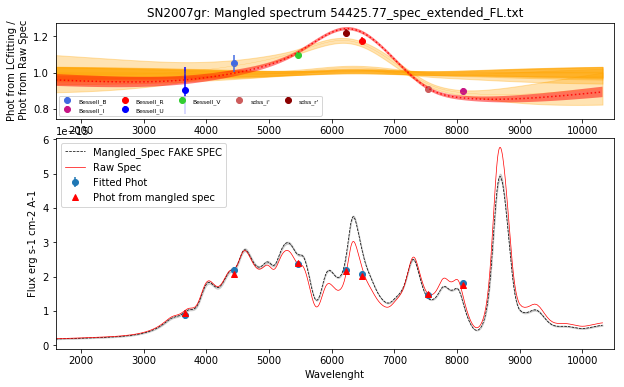 SN2007gr: Mangled spectrum 54425.77_spec_extended_FL.txt
Phot from LCfitting /
Phot from Raw Spec
1.2
1.0
0.8
Bessell_B
Bessell_R
Bessell_V
sdss_i'
sdss_r'
Bessell_I
Bessell_U
2000 3000 4000 5000 6000 7000 8000 9000 10000
Flux erg s-1 cm-2 A-1
6
5
4
3
2
1
0
Mangled_Spec FAKE SPEC
Raw Spec
Fitted Phot
Phot from mangled spec
2000 3000 4000 5000 6000 7000 8000 9000 10000
Wavelenght